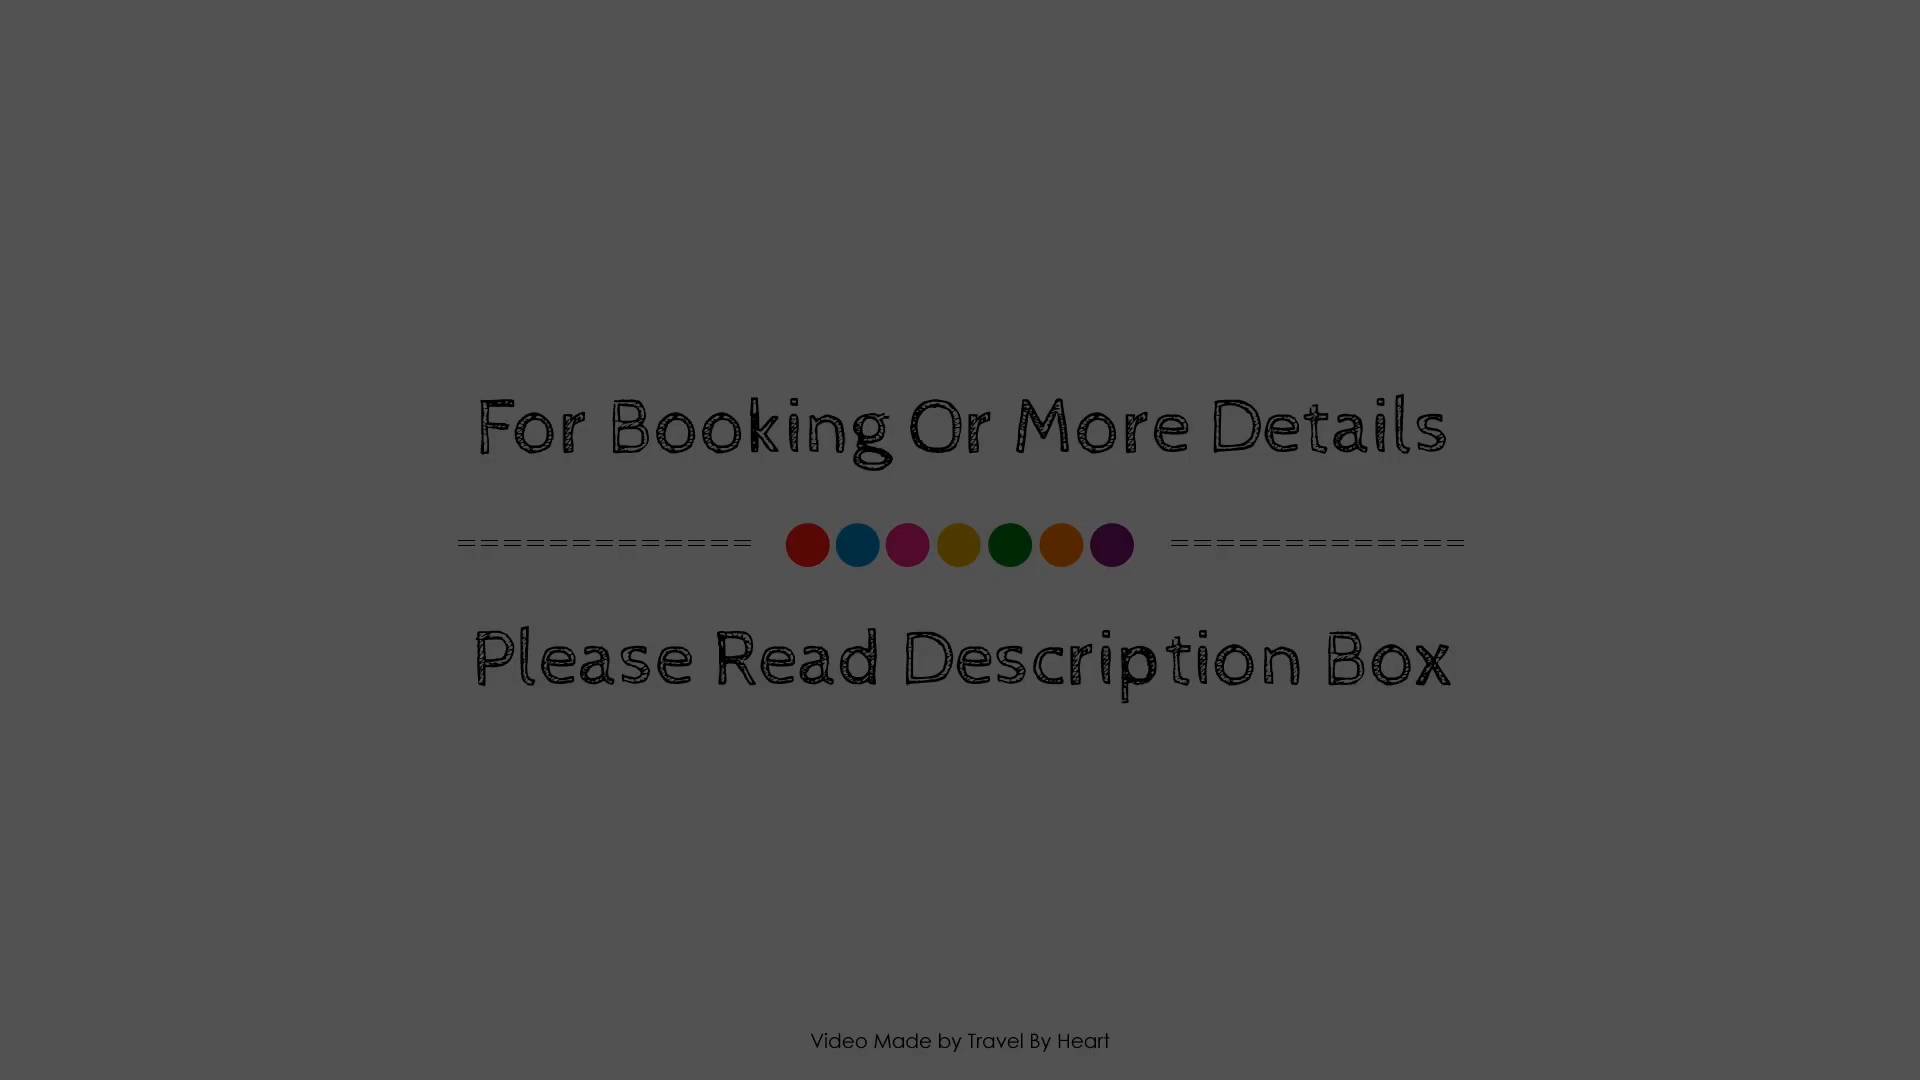 For Booking Or More Details
============= =============
Please Read Description Box
Video Made by Travel By Heart